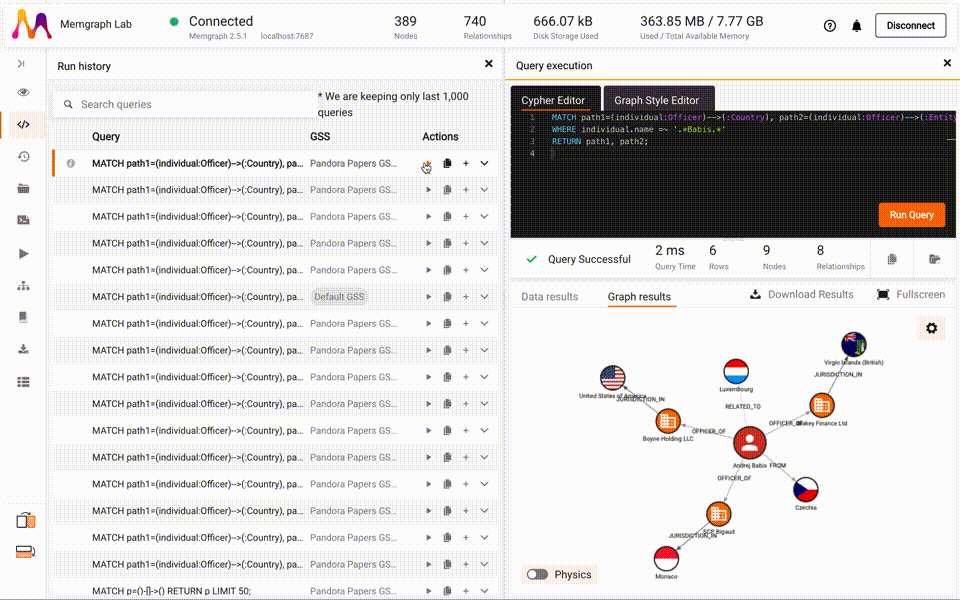 Memgraph Lab
Connected
Memgraph 2.5.1 localhost:7687
389
Nodes
740
Relationships
666.07 kB
Disk Storage Used
363.85 MB / 7.77 GB
Used / Total Available Memory
Disconnect
Run history
Search queries
* We are keeping only last 1,000
queries
Query GSS Actions
MATCH path1=(individual:Officer)-->(:Country), pa... Pandora Papers GS...
MATCH path1=(individual:Officer)-->(:Country), pa... Pandora Papers GS...
MATCH path1=(individual:Officer)-->(:Country), pa... Pandora Papers GS...
MATCH path1=(individual:Officer)-->(:Country), pa... Pandora Papers GS...
MATCH path1=(individual:Officer)-->(:Country), pa... Pandora Papers GS...
MATCH path1=(individual:Officer)-->(:Country), pa... Default GSS
MATCH path1=(individual:Officer)-->(:Country), pa... Pandora Papers GS...
MATCH path1=(individual:Officer)-->(:Country), pa... Pandora Papers GS...
MATCH path1=(individual:Officer)-->(:Country), pa... Pandora Papers GS...
MATCH path1=(individual:Officer)-->(:Country), pa... Pandora Papers GS...
MATCH path1=(individual:Officer)-->(:Country), pa... Pandora Papers GS...
MATCH path1=(individual:Officer)-->(:Country), pa... Pandora Papers GS...
MATCH path1=(individual:Officer)-->(:Country), pa... Pandora Papers GS...
MATCH path1=(individual:Officer)-->(:Country), pa... Pandora Papers GS...
MATCH path1=(individual:Officer)-->(:Country), pa... Pandora Papers GS...
MATCH path1=(individual:Officer)-->(:Country), pa... Pandora Papers GS...
MATCH p=()-[]->() RETURN p LIMIT 50; Pandora Papers GS...
Query execution
Cypher Editor Graph Style Editor
1 MATCH path1=(individual:Officer)-->(:Country), path2=(individual:Officer)-->(:Entity
2 WHERE individual.name =~ '.*Babis.*'
3 RETURN path1, path2;
4
Run Query
Query Successful
2 ms
Query Time
6
Rows
9
Nodes
8
Relationships
Data results Graph results Download Results Fullscreen
Virgin Islands (British)
JURISDICTION_IN
United States of America
JURISDICTION_IN
Luxembourg
RELATED_TO
OFFICER_OF
Blakey Finance Ltd
Boyne Holding LLC
OFFICER_OF
Andrej Babis
FROM
OFFICER_OF
Czechia
SCP Bigaud
JURISDICTION_IN
Monaco
Physics